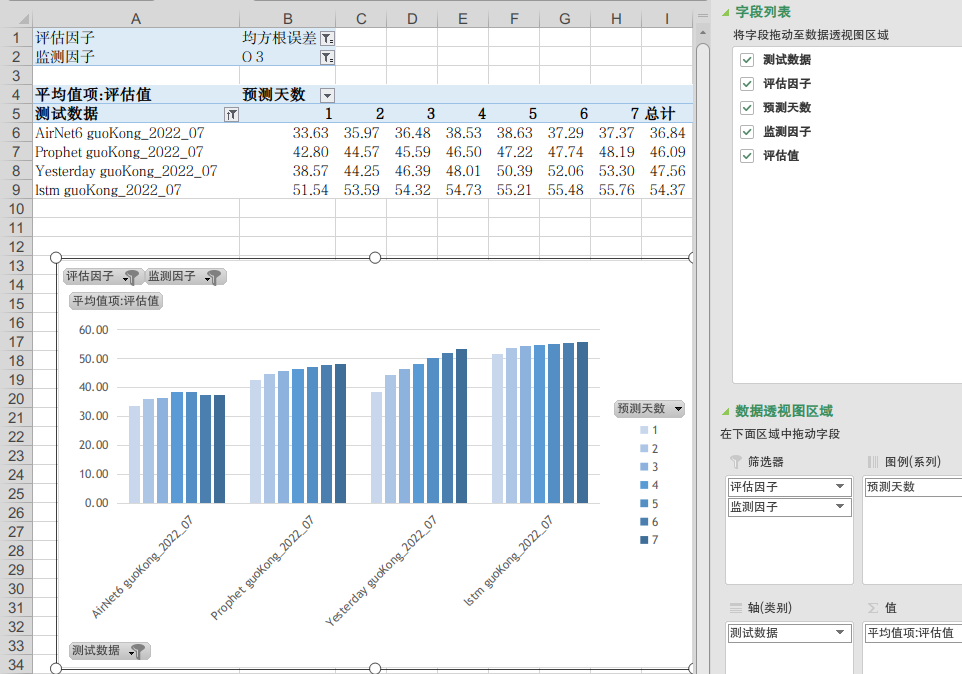 A B C D E F G H I
1 评估因子 均方根误差
2 监测因子 O 3
3
4 平均值项:评估值 预测天数
5 测试数据 1 2 3 4 5 6 7 总计
6 AirNet6 guoKong_2022_07 33.63 35.97 36.48 38.53 38.63 37.29 37.37 36.84
7 Prophet guoKong_2022_07 42.80 44.57 45.59 46.50 47.22 47.74 48.19 46.09
8 Yesterday guoKong_2022_07 38.57 44.25 46.39 48.01 50.39 52.06 53.30 47.56
9 lstm guoKong_2022_07 51.54 53.59 54.32 54.73 55.21 55.48 55.76 54.37
10
11
12
13
14
15
16
17
18
19
20
21
22
23
24
25
26
27
28
29
30
31
32
33
34
评估因子 监测因子
平均值项:评估值
60.00
50.00
40.00
30.00
20.00
10.00
0.00
AirNet6 guoKong_2022_07
Prophet guoKong_2022_07
Yesterday guoKong_2022_07
lstm guoKong_2022_07
预测天数
1
2
3
4
5
6
7
测试数据
字段列表
将字段拖动至数据透视图区域
测试数据
评估因子
预测天数
监测因子
评估值
数据透视图区域
在下面区域中拖动字段
筛选器
评估因子
监测因子
图例(系列)
预测天数
轴(类别)
测试数据
Σ 值
平均值项:评估值